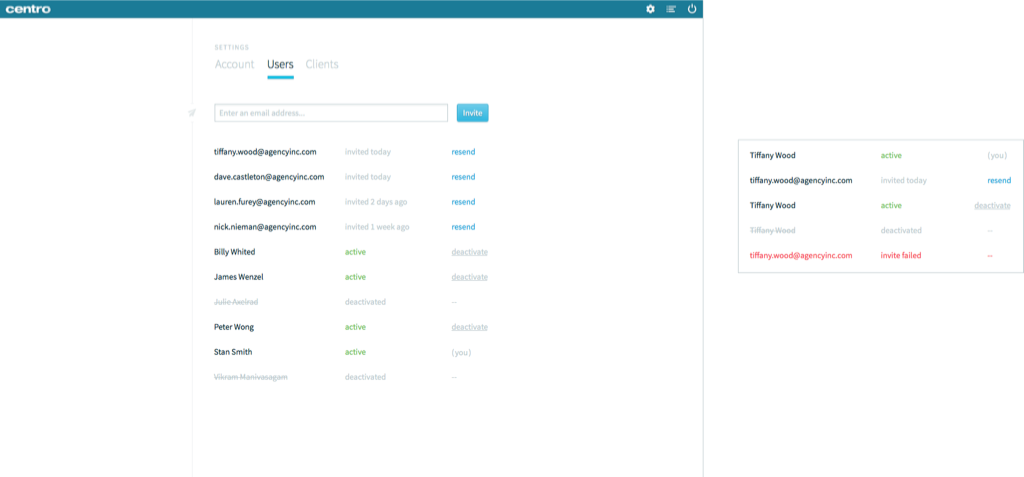 centro
SETTINGS
Account Users Clients
Enter an email address... Invite
tiffany.wood@agencyinc.com invited today resend
dave.castleton@agencyinc.com invited today resend
lauren.furey@agencyinc.com invited 2 days ago resend
nick.nieman@agencyinc.com invited 1 week ago resend
Billy Whited active deactivate
James Wenzel active deactivate
Julie Axelrad deactivated --
Peter Wong active deactivate
Stan Smith active (you)
Vikram Manivasagam deactivated --
Tiffany Wood active (you)
tiffany.wood@agencyinc.com invited today resend
Tiffany Wood active deactivate
Tiffany Wood deactivated --
tiffany.wood@agencyinc.com invite failed --